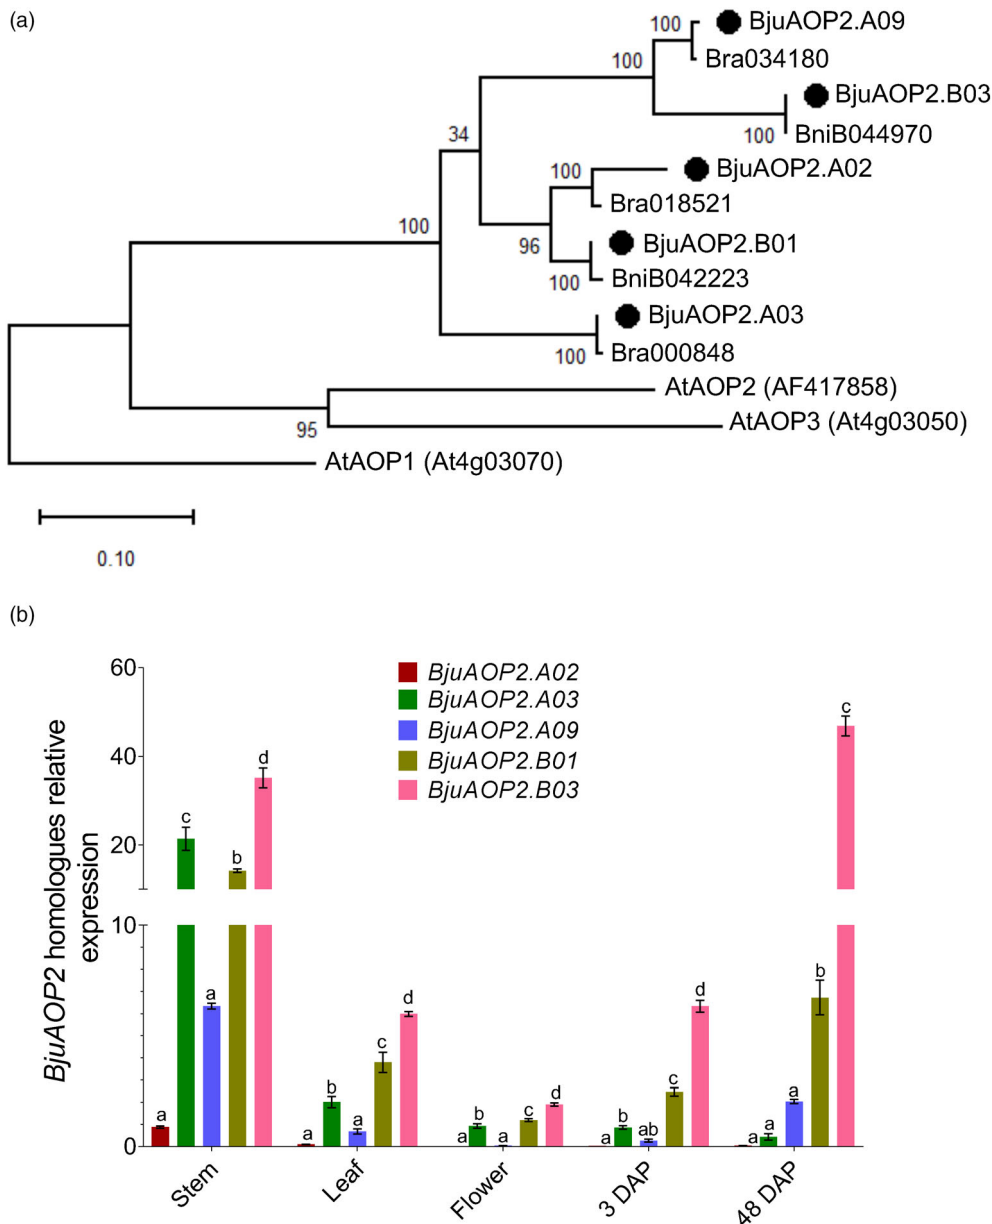 (a)
100
BjuAOP2.A09
Bra034180
100
BjuAOP2.B03
100
BniB044970
34
100
BjuAOP2.A02
Bra018521
100
96
BjuAOP2.B01
100
BniB042223
BjuAOP2.A03
100
Bra000848
AtAOP2 (AF417858)
95
AtAOP3 (At4g03050)
AtAOP1 (At4g03070)
0.10
(b)
BjuAOP2 homologues relative
expression
60
40
20
10
0
BjuAOP2.A02
BjuAOP2.A03
BjuAOP2.A09
BjuAOP2.B01
BjuAOP2.B03
a c a b d
a b a c d
a b a c d
a b ab c d
a a a b c
Stem
Leaf
Flower
3 DAP
48 DAP